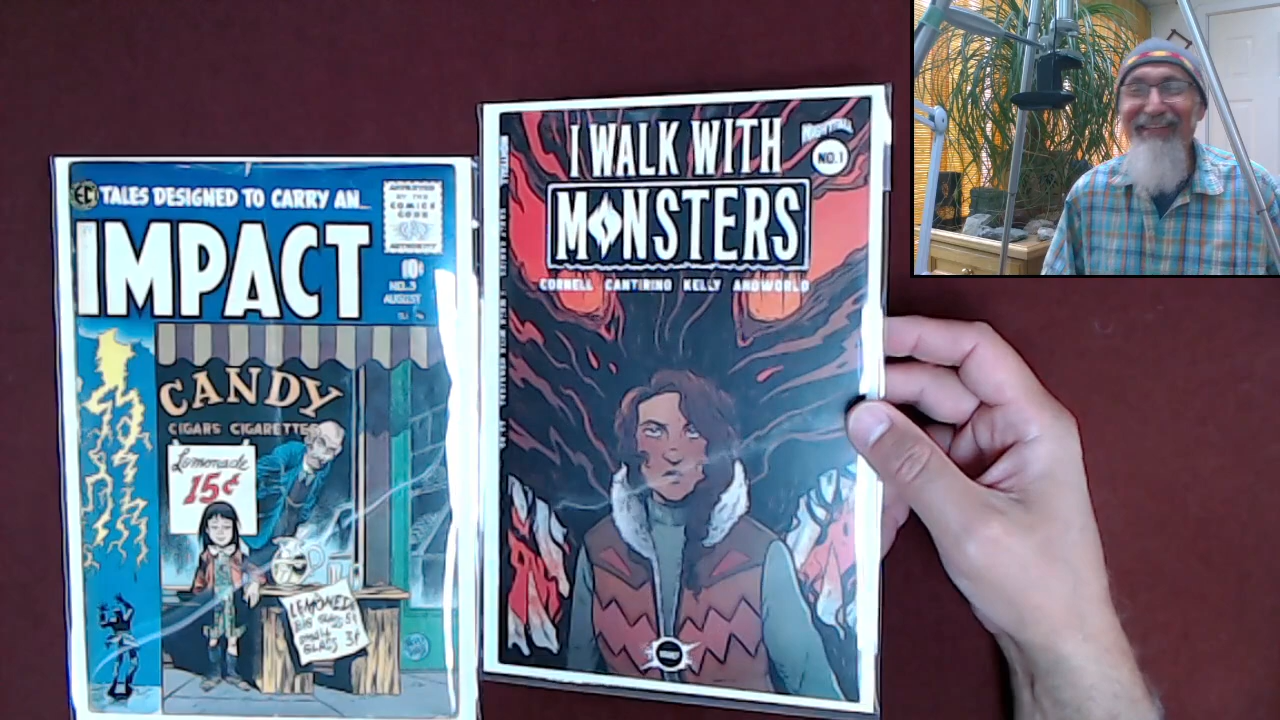 EC TALES DESIGNED TO CARRY AN...
IMPACT
APPROVED
BY THE
COMICS
CODE
AUTHORITY
10¢
NO. 3
AUGUST
CANDY
CIGARS CIGARETTES
Lemonade
15¢
LEMONEDE
BIG GLASS 5¢
SMALL
GLASS 3¢
I WALK WITH
MONSTERS
NO. 1
CORNELL CANTIRINO KELLY ANDWORLD